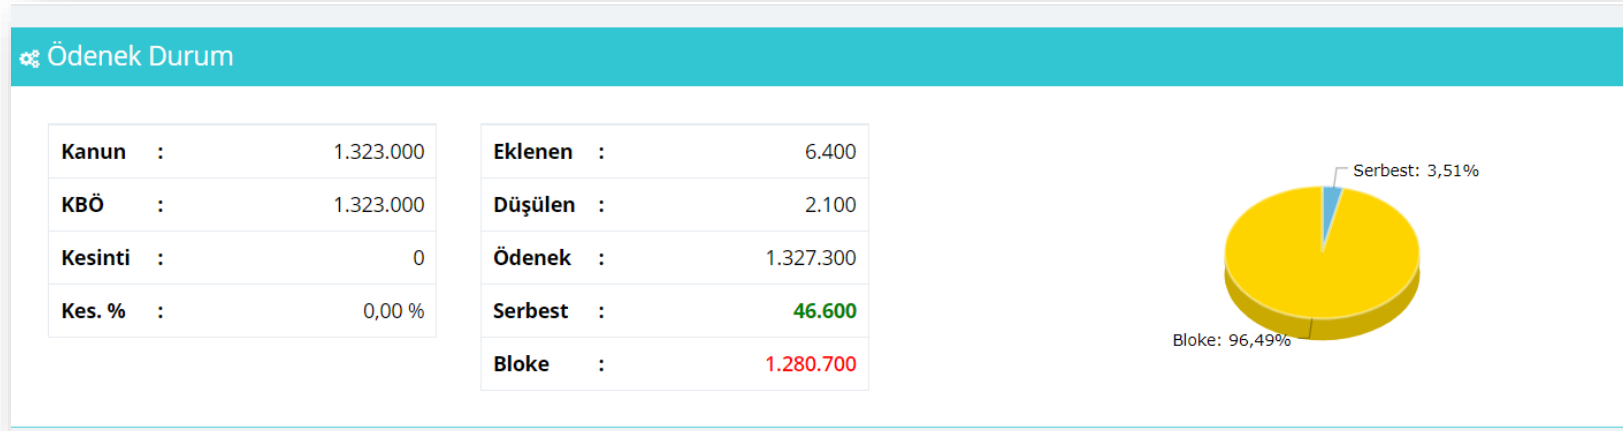 Ödenek Durum
Kanun : 1.323.000
KBÖ : 1.323.000
Kesinti : 0
Kes. % : 0,00 %
Eklenen : 6.400
Düşülen : 2.100
Ödenek : 1.327.300
Serbest : 46.600
Bloke : 1.280.700
Serbest: 3,51%
Bloke: 96,49%